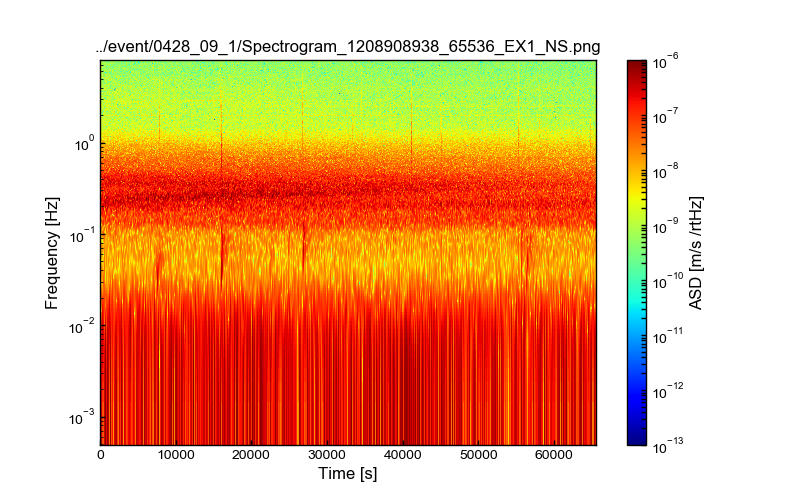 ../event/0428_09_1/Spectrogram_1208908938_65536_EX1_NS.png
Frequency [Hz]
10⁰
10⁻¹
10⁻²
10⁻³
0 10000 20000 30000 40000 50000 60000
Time [s]
10⁻⁶
10⁻⁷
10⁻⁸
10⁻⁹
10⁻¹⁰
10⁻¹¹
10⁻¹²
10⁻¹³
ASD [m/s /rtHz]